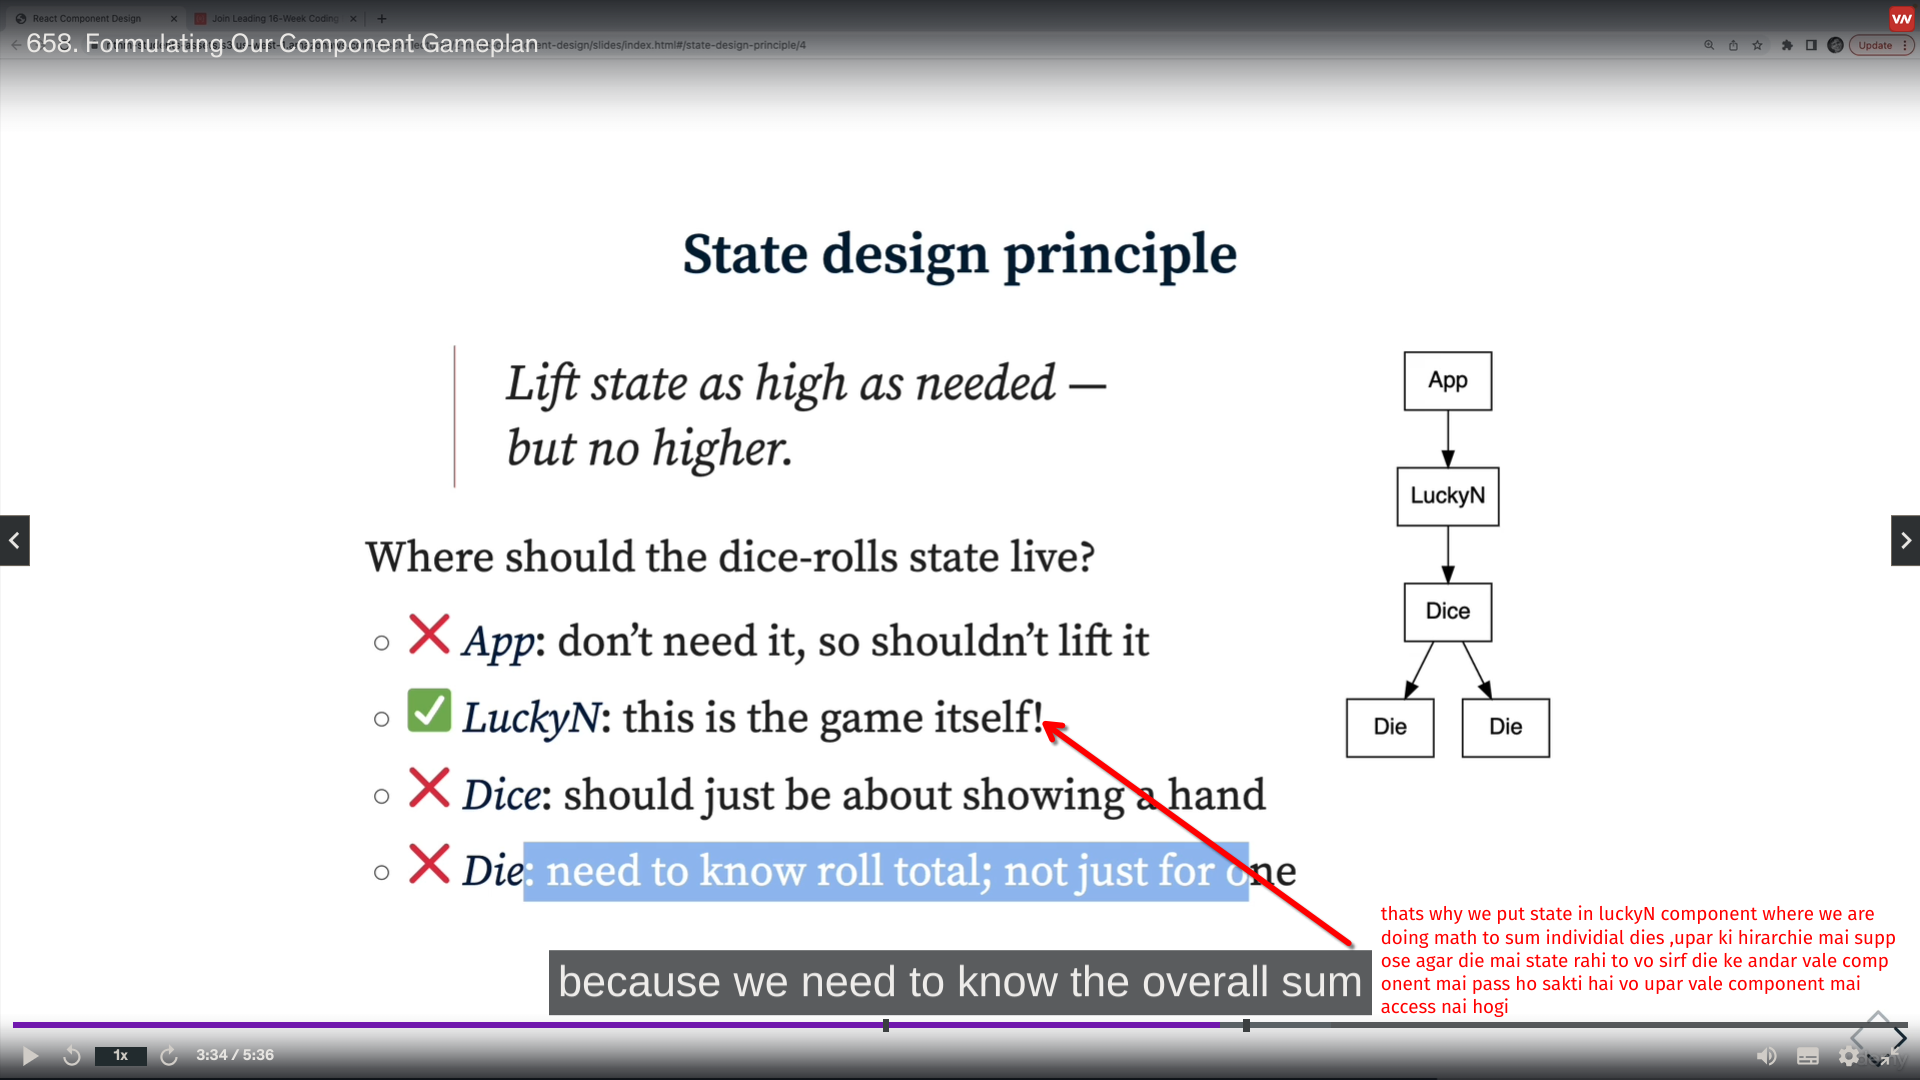 React Component Design
Join Leading 16-Week Coding
658. Formulating Our Component Gameplan
nt-design/slides/index.html#/state-design-principle/4
Update
State design principle
Lift state as high as needed —
but no higher.
Where should the dice-rolls state live?
❌ App: don’t need it, so shouldn’t lift it
✅ LuckyN: this is the game itself!
❌ Dice: should just be about showing a hand
❌ Die: need to know roll total; not just for one
App
LuckyN
Dice
Die
Die
thats why we put state in luckyN component where we are
doing math to sum individial dies ,upar ki hirarchie mai supp
ose agar die mai state rahi to vo sirf die ke andar vale comp
onent mai pass ho sakti hai vo upar vale component mai
access nai hogi
because we need to know the overall sum
1x
3:34 / 5:36